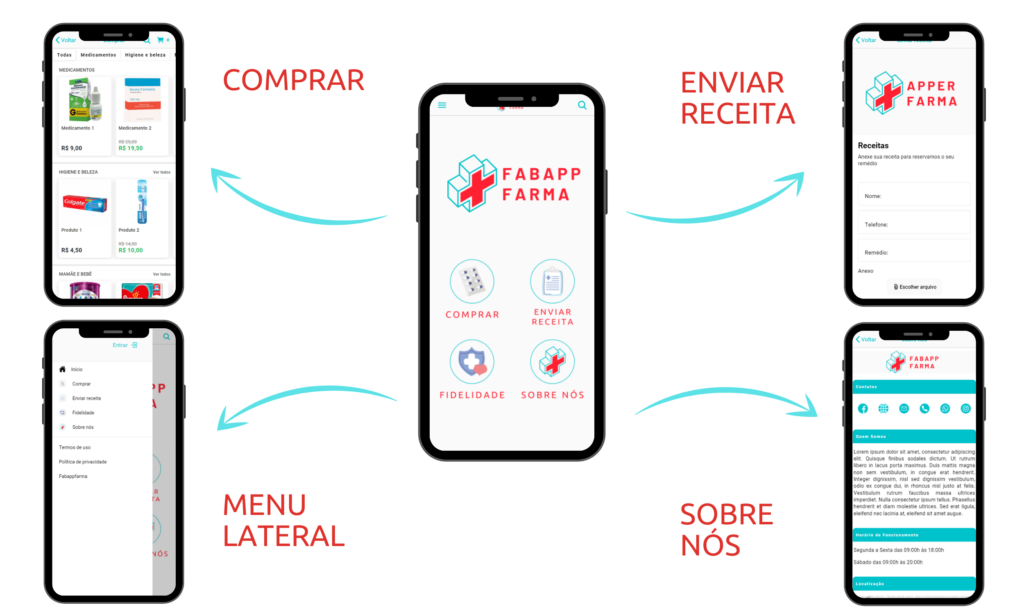 Voltar
Todas Medicamentos Higiene e beleza
MEDICAMENTOS
Medicamento 1
Medicamento 2
R$ 9,00
R$ 19,50
HIGIENE E BELEZA
Ver todos
Colgate
Produto 1
Produto 2
R$ 4,50
R$ 10,00
MAMÃE E BEBÊ
Ver todos
COMPRAR
FABAPP
FARMA
COMPRAR
ENVIAR
RECEITA
FIDELIDADE
SOBRE NÓS
ENVIAR
RECEITA
Voltar
APPER
FARMA
Receitas
Anexe sua receita para reservamos o seu
remédio
Nome:
Telefone:
Remédio:
Anexo
Escolher arquivo
Entrar
Início
Comprar
Enviar receita
Fidelidade
Sobre nós
Termos de uso
Política de privacidade
Fabappfarma
MENU
LATERAL
SOBRE
NÓS
Voltar
FABAPP
FARMA
Contatos
Quem Somos
Lorem ipsum dolor sit amet, consectetur adipiscing
elit. Quisque finibus sodales dictum. Ut rutrum
libero in lacus porta maximus. Duis mattis magna
non sem vestibulum, in congue erat hendrerit.
Integer dignissim, nisl sed dignissim vestibulum,
odio ex congue dui, in rhoncus nisl justo at felis.
Vestibulum rutrum faucibus massa ultrices
imperdiet. Nulla consectetur ipsum tellus. Phasellus
hendrerit et diam molestie ultrices. Sed erat ligula,
eleifend nec lacinia at, eleifend sit amet augue.
Horário de Funcionamento
Segunda a Sexta das 09:00h às 18:00h
Sábado das 09:00h às 20:00h
Localização